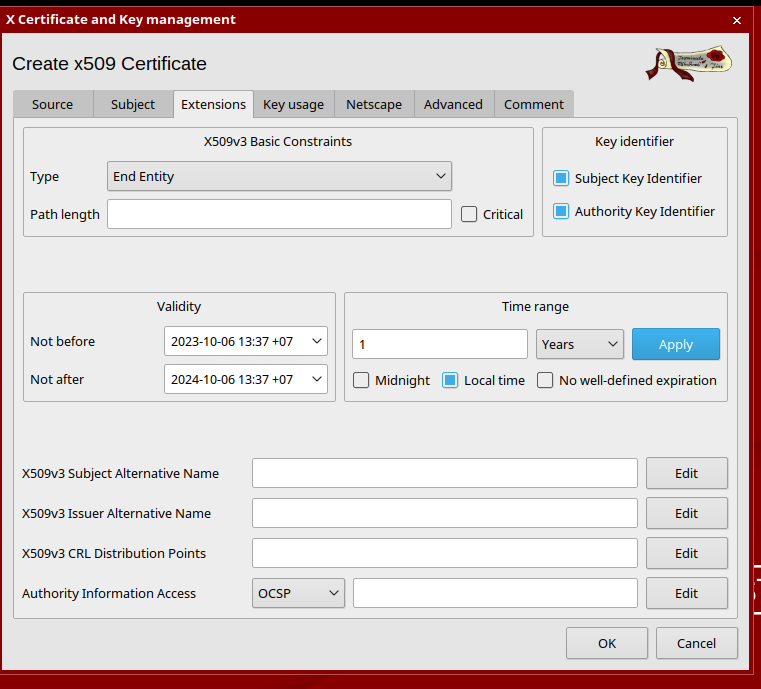 X Certificate and Key management
Create x509 Certificate
Source Subject Extensions Key usage Netscape Advanced Comment
X509v3 Basic Constraints
Type End Entity
Path length Critical
Key identifier
Subject Key Identifier
Authority Key Identifier
Validity
Not before 2023-10-06 13:37 +07
Not after 2024-10-06 13:37 +07
Time range
1 Years Apply
Midnight Local time No well-defined expiration
X509v3 Subject Alternative Name Edit
X509v3 Issuer Alternative Name Edit
X509v3 CRL Distribution Points Edit
Authority Information Access OCSP Edit
OK Cancel